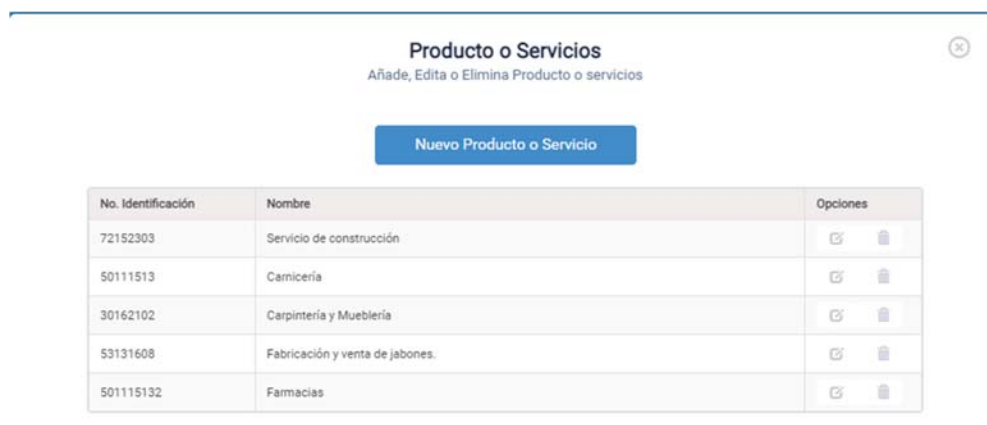 Producto o Servicios
Añade, Edita o Elimina Producto o servicios
Nuevo Producto o Servicio
No. Identificación Nombre Opciones
72152303 Servicio de construcción
50111513 Carnicería
30162102 Carpintería y Mueblería
53131608 Fabricación y venta de jabones.
501115132 Farmacias